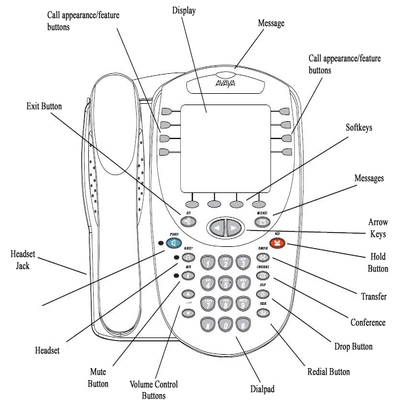 Display
Call appearance/feature
buttons
Message
Call appearance/feature
buttons
AVAYA
Exit Button
Softkeys
Messages
Arrow
Keys
Headset
Jack
Hold
Button
Transfer
Conference
Headset
Drop Button
Mute
Button
Redial Button
Volume Control
Buttons
Dialpad